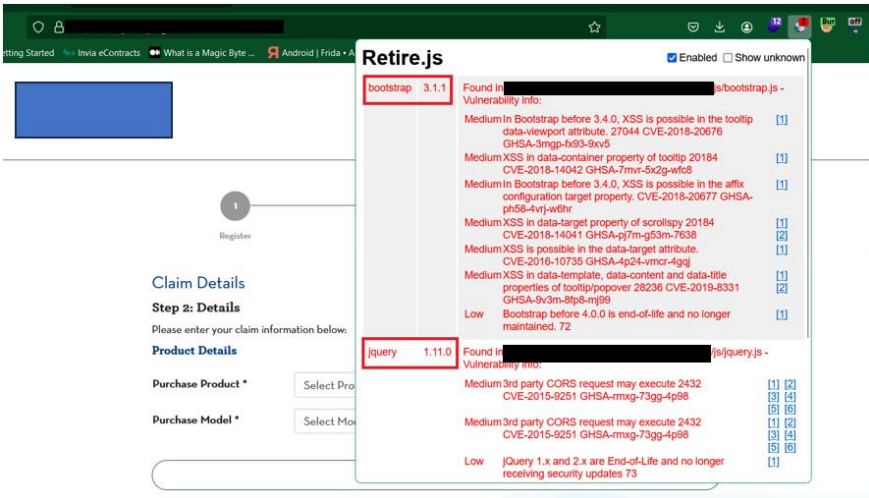 12
Bur
off
etting Started
Invia eContracts
What is a Magic Byte ...
Android | Frida • A
Retire.js
Enabled
Show unknown
bootstrap 3.1.1
Found in js/bootstrap.js -
Vulnerability info:
Medium In Bootstrap before 3.4.0, XSS is possible in the tooltip [1]
data-viewport attribute. 27044 CVE-2018-20676
GHSA-3mgp-fx93-9xv5
Medium XSS in data-container property of tooltip 20184 [1]
CVE-2018-14042 GHSA-7mvr-5x2g-wfc8
Medium In Bootstrap before 3.4.0, XSS is possible in the affix [1]
configuration target property. CVE-2018-20677 GHSA-
ph58-4vrj-w6hr
Medium XSS in data-target property of scrollspy 20184 [1]
CVE-2018-14041 GHSA-pj7m-g53m-7638 [2]
Medium XSS is possible in the data-target attribute. [1]
CVE-2016-10735 GHSA-4p24-vmcr-4gqj
Medium XSS in data-template, data-content and data-title [1]
properties of tooltip/popover 28236 CVE-2019-8331 [2]
GHSA-9v3m-8fp8-mj99
Low Bootstrap before 4.0.0 is end-of-life and no longer [1]
maintained. 72
jquery 1.11.0
Found in /js/jquery.js -
Vulnerability info:
Medium 3rd party CORS request may execute 2432 [1] [2]
CVE-2015-9251 GHSA-rmxg-73gg-4p98 [3] [4]
[5] [6]
Medium 3rd party CORS request may execute 2432 [1] [2]
CVE-2015-9251 GHSA-rmxg-73gg-4p98 [3] [4]
[5] [6]
Low jQuery 1.x and 2.x are End-of-Life and no longer [1]
receiving security updates 73
1
Register
Claim Details
Step 2: Details
Please enter your claim information below:
Product Details
Purchase Product * Select Pro
Purchase Model * Select Mo